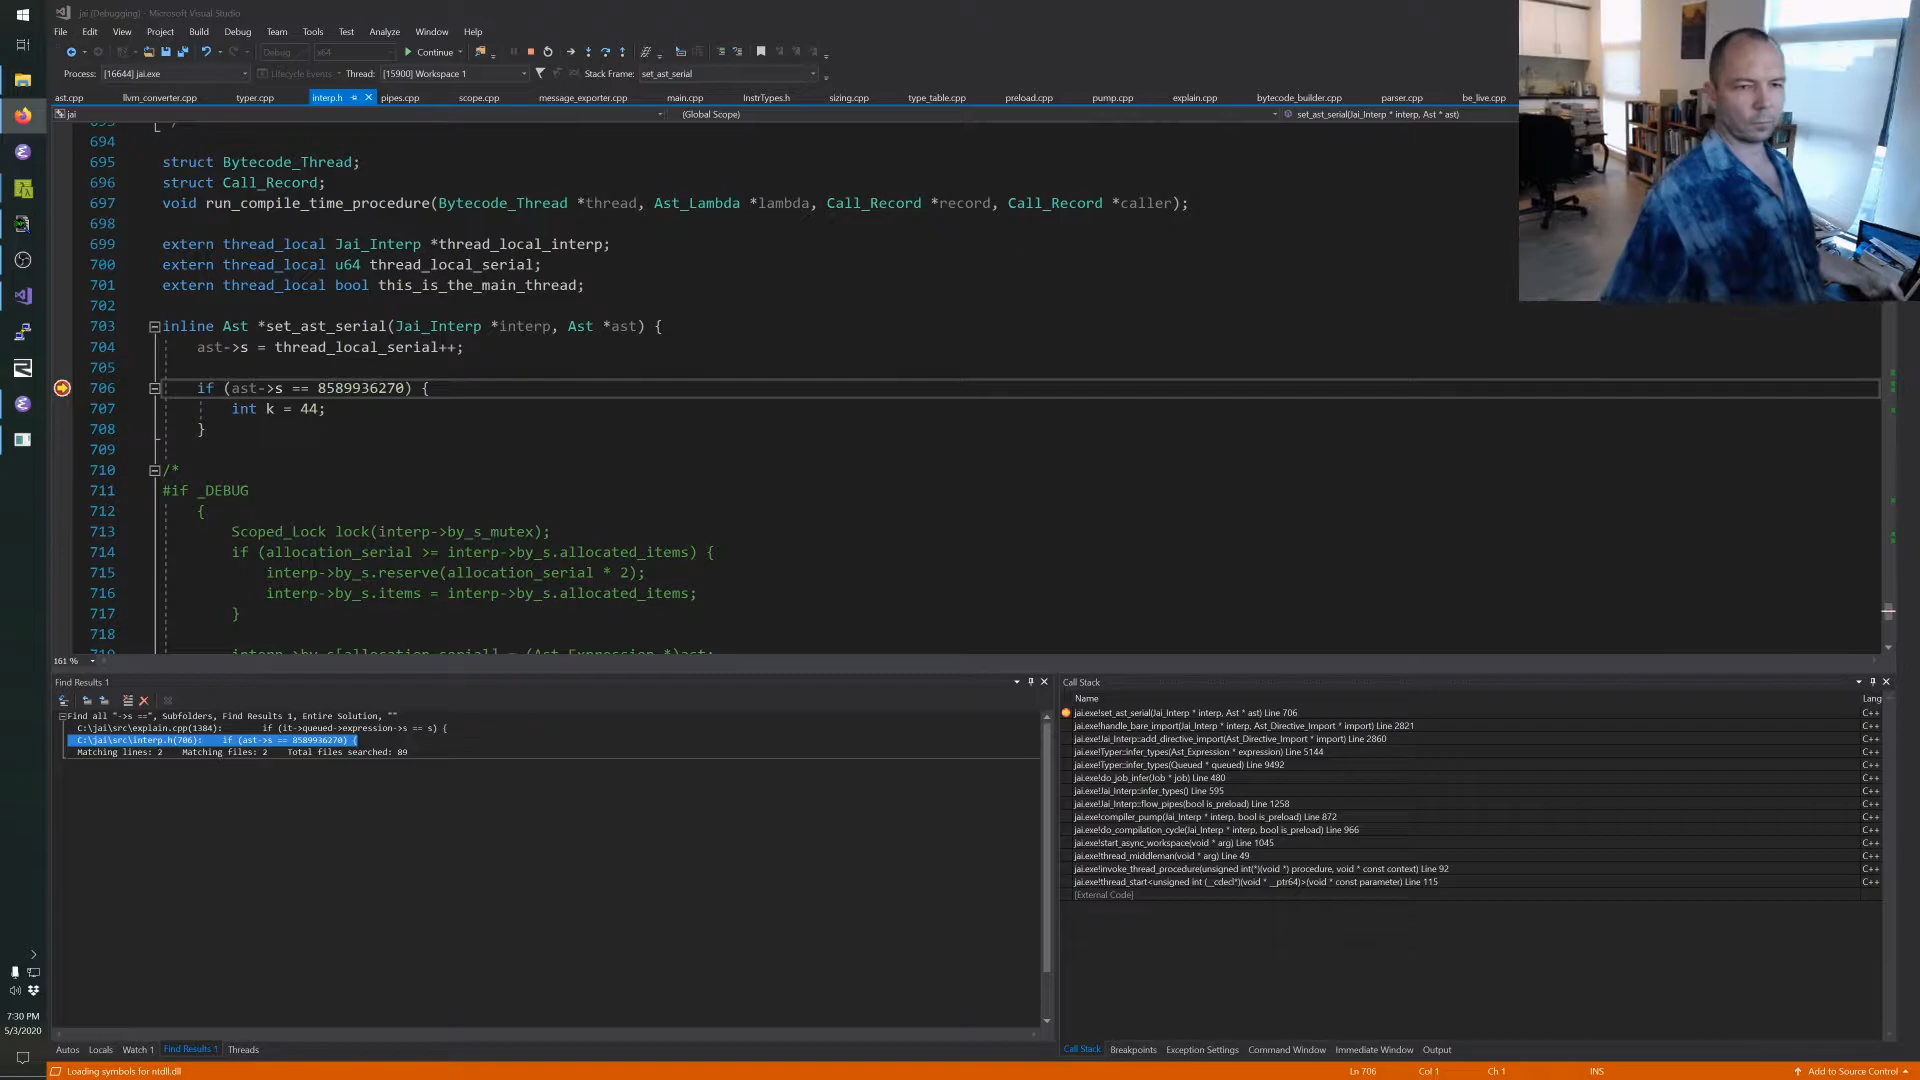 jai (Debugging) - Microsoft Visual Studio
File Edit View Project Build Debug Team Tools Test Analyze Window Help
Debug x64 Continue
Process: [16644] jai.exe Lifecycle Events Thread: [15900] Workspace 1 Stack Frame: set_ast_serial
ast.cpp llvm_converter.cpp typer.cpp interp.h pipes.cpp scope.cpp message_exporter.cpp main.cpp InstrTypes.h sizing.cpp type_table.cpp preload.cpp pump.cpp explain.cpp bytecode_builder.cpp parser.cpp be_live.cpp
jai (Global Scope) set_ast_serial(Jai_Interp * interp, Ast * ast)
693 */
694
695 struct Bytecode_Thread;
696 struct Call_Record;
697 void run_compile_time_procedure(Bytecode_Thread *thread, Ast_Lambda *lambda, Call_Record *record, Call_Record *caller);
698
699 extern thread_local Jai_Interp *thread_local_interp;
700 extern thread_local u64 thread_local_serial;
701 extern thread_local bool this_is_the_main_thread;
702
703 inline Ast *set_ast_serial(Jai_Interp *interp, Ast *ast) {
704 ast->s = thread_local_serial++;
705
706 if (ast->s == 8589936270) {
707 int k = 44;
708 }
709
710 /*
711 #if _DEBUG
712 {
713 Scoped_Lock lock(interp->by_s_mutex);
714 if (allocation_serial >= interp->by_s.allocated_items) {
715 interp->by_s.reserve(allocation_serial * 2);
716 interp->by_s.items = interp->by_s.allocated_items;
717 }
718
719 interp->by_s[allocation_serial] = (Ast_Expression *)ast;
161 %
Find Results 1
Find all "->s ==", Subfolders, Find Results 1, Entire Solution, ""
C:\jai\src\explain.cpp(1384): if (it->queued->expression->s == s) {
C:\jai\src\interp.h(706): if (ast->s == 8589936270) {
Matching lines: 2 Matching files: 2 Total files searched: 89
Autos Locals Watch 1 Find Results 1 Threads
Call Stack
Name Lang
jai.exe!set_ast_serial(Jai_Interp * interp, Ast * ast) Line 706 C++
jai.exe!handle_bare_import(Jai_Interp * interp, Ast_Directive_Import * import) Line 2821 C++
jai.exe!Jai_Interp::add_directive_import(Ast_Directive_Import * import) Line 2860 C++
jai.exe!Typer::infer_types(Ast_Expression * expression) Line 5144 C++
jai.exe!Typer::infer_types(Queued * queued) Line 9492 C++
jai.exe!do_job_infer(Job * job) Line 480 C++
jai.exe!Jai_Interp::infer_types() Line 595 C++
jai.exe!Jai_Interp::flow_pipes(bool is_preload) Line 1258 C++
jai.exe!compiler_pump(Jai_Interp * interp, bool is_preload) Line 872 C++
jai.exe!do_compilation_cycle(Jai_Interp * interp, bool is_preload) Line 966 C++
jai.exe!start_async_workspace(void * arg) Line 1045 C++
jai.exe!thread_middleman(void * arg) Line 49 C++
jai.exe!invoke_thread_procedure(unsigned int(*)(void *) procedure, void * const context) Line 92 C++
jai.exe!thread_start<unsigned int (__cdecl*)(void * __ptr64)>(void * const parameter) Line 115 C++
[External Code]
Call Stack Breakpoints Exception Settings Command Window Immediate Window Output
7:30 PM
5/3/2020
Loading symbols for ntdll.dll Ln 706 Col 1 Ch 1 INS Add to Source Control